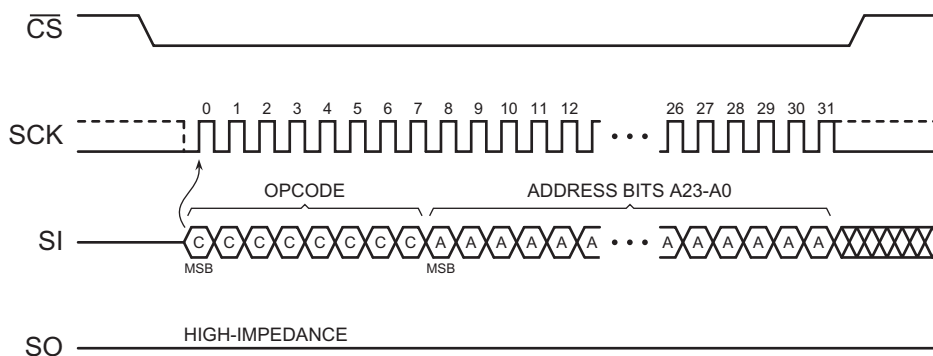 CS
SCK
0 1 2 3 4 5 6 7 8 9 10 11 12 26 27 28 29 30 31
OPCODE ADDRESS BITS A23-A0
SI
C C C C C C C C A A A A A A A A A A A A
MSB MSB
SO
HIGH-IMPEDANCE